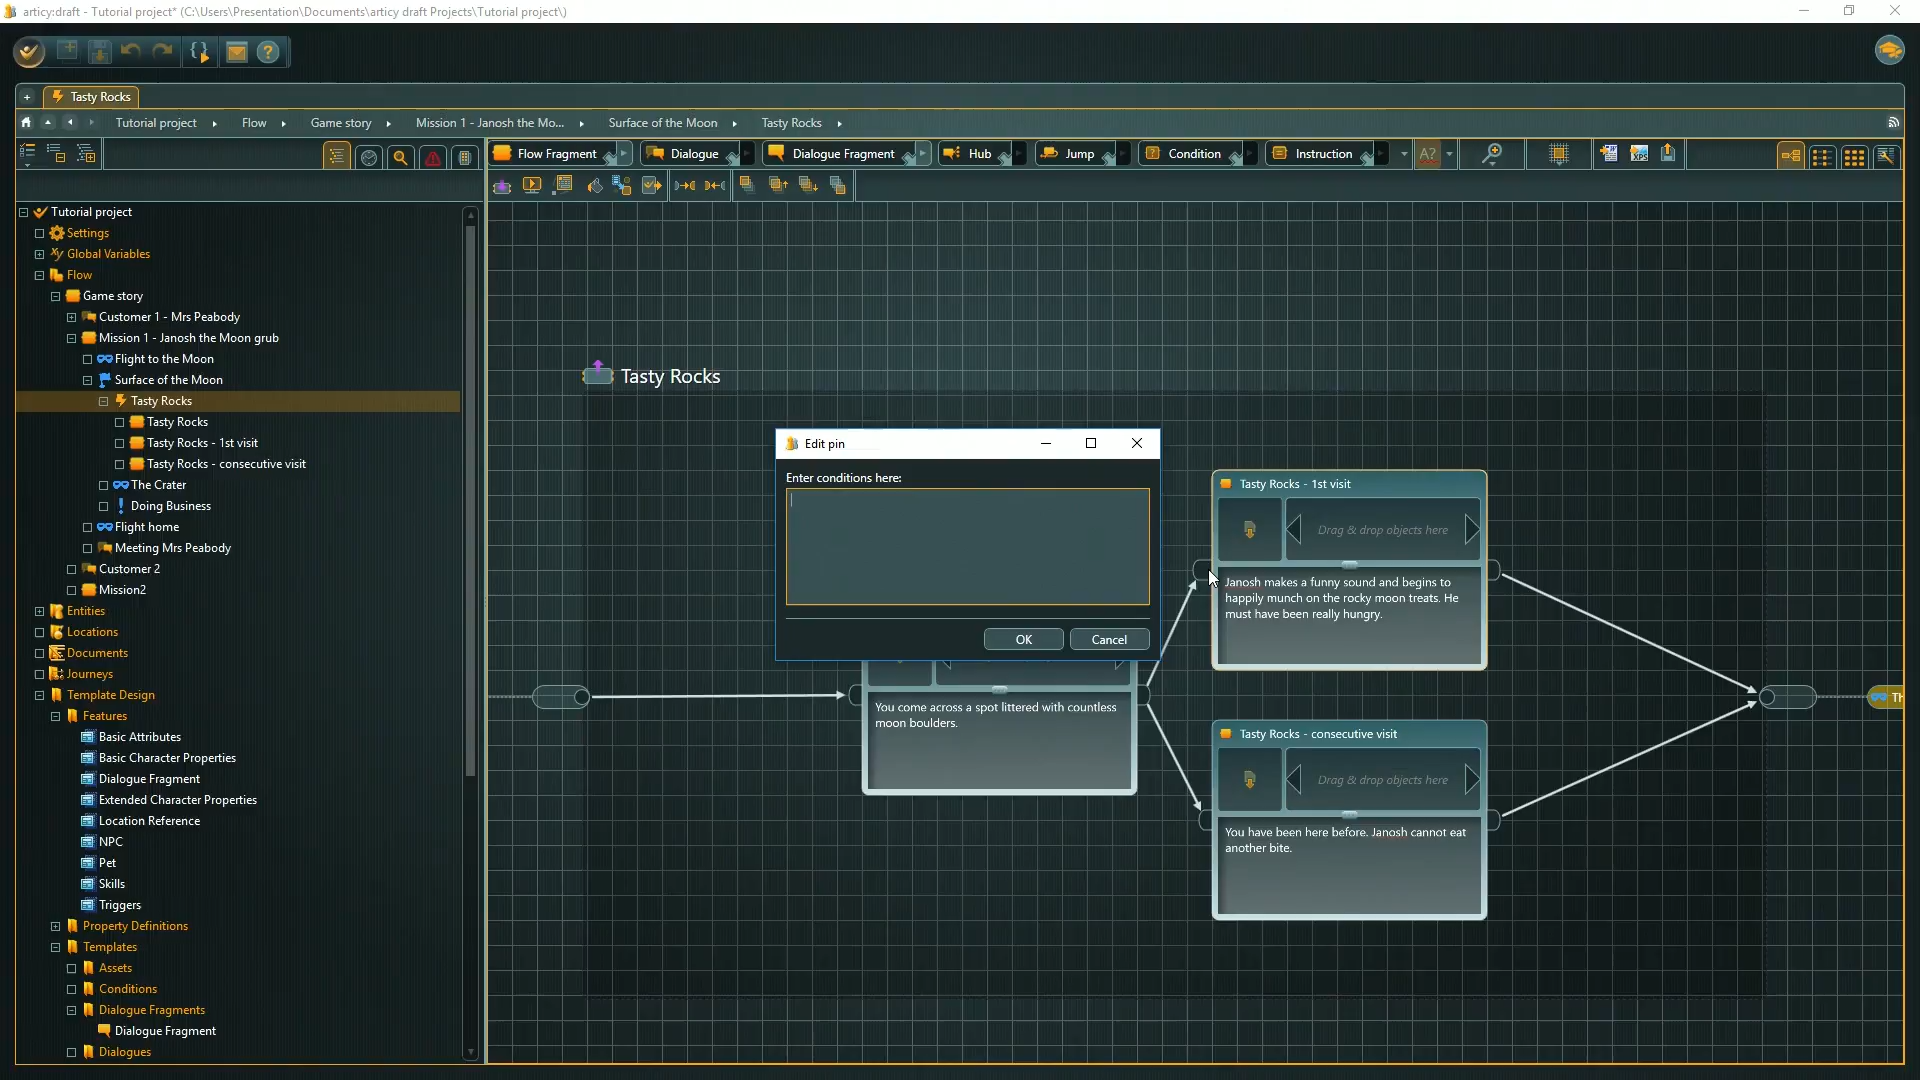 articy:draft - Tutorial project* (C:\Users\Presentation\Documents\articy draft Projects\Tutorial project\)
Tasty Rocks
Tutorial project
Flow
Game story
Mission 1 - Janosh the Mo...
Surface of the Moon
Tasty Rocks
Flow Fragment
Dialogue
Dialogue Fragment
Hub
Jump
Condition
Instruction
A?
Tutorial project
Settings
Global Variables
Flow
Game story
Customer 1 - Mrs Peabody
Mission 1 - Janosh the Moon grub
Flight to the Moon
Surface of the Moon
Tasty Rocks
Tasty Rocks
Tasty Rocks - 1st visit
Tasty Rocks - consecutive visit
The Crater
Doing Business
Flight home
Meeting Mrs Peabody
Customer 2
Mission2
Entities
Locations
Documents
Journeys
Template Design
Features
Basic Attributes
Basic Character Properties
Dialogue Fragment
Extended Character Properties
Location Reference
NPC
Pet
Skills
Triggers
Property Definitions
Templates
Assets
Conditions
Dialogue Fragments
Dialogue Fragment
Dialogues
Tasty Rocks
Edit pin
Enter conditions here:
OK
Cancel
You come across a spot littered with countless
moon boulders.
Tasty Rocks - 1st visit
Drag & drop objects here
Janosh makes a funny sound and begins to
happily munch on the rocky moon treats. He
must have been really hungry.
Tasty Rocks - consecutive visit
Drag & drop objects here
You have been here before. Janosh cannot eat
another bite.
Th